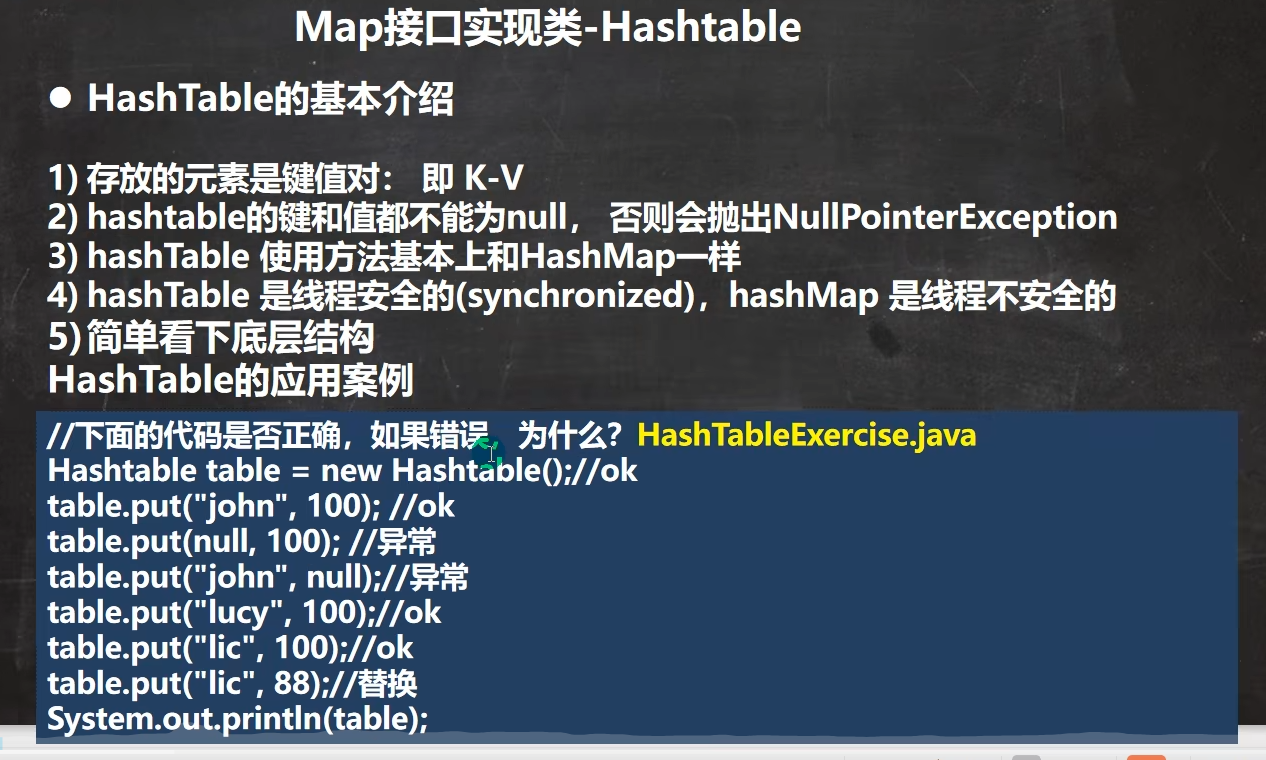 Map接口实现类-Hashtable
● HashTable的基本介绍
1) 存放的元素是键值对： 即 K-V
2) hashtable的键和值都不能为null， 否则会抛出NullPointerException
3) hashTable 使用方法基本上和HashMap一样
4) hashTable 是线程安全的(synchronized)，hashMap 是线程不安全的
5) 简单看下底层结构
HashTable的应用案例
//下面的代码是否正确，如果错误，为什么？HashTableExercise.java
Hashtable table = new Hashtable();//ok
table.put("john", 100); //ok
table.put(null, 100); //异常
table.put("john", null);//异常
table.put("lucy", 100);//ok
table.put("lic", 100);//ok
table.put("lic", 88);//替换
System.out.println(table);